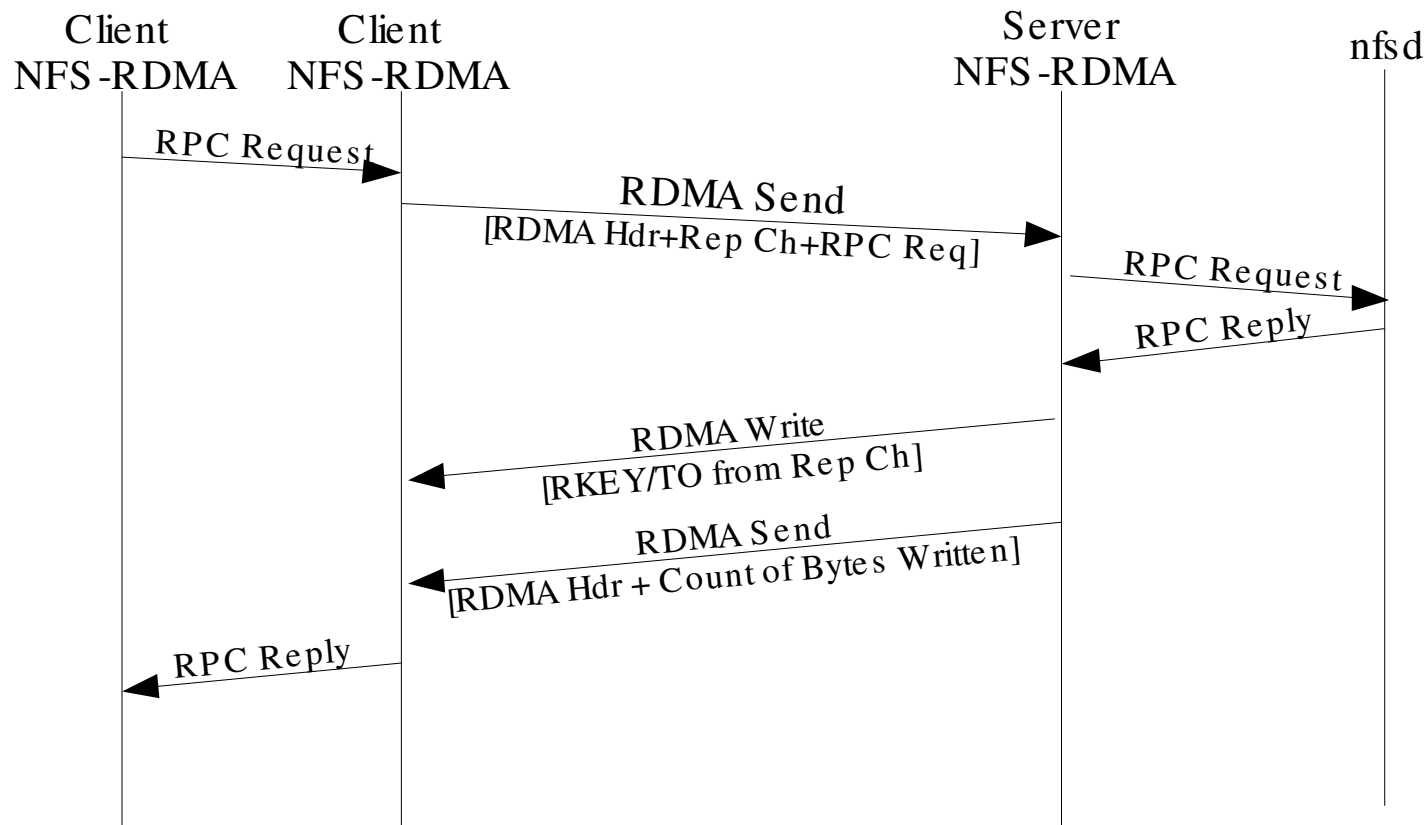 Client
NFS-RDMA
Client
NFS-RDMA
Server
NFS-RDMA
nfsd
RPC Request
RDMA Send
[RDMA Hdr+Rep Ch+RPC Req]
RPC Request
RPC Reply
RDMA Write
[RKEY/TO from Rep Ch]
RDMA Send
[RDMA Hdr + Count of Bytes Written]
RPC Reply